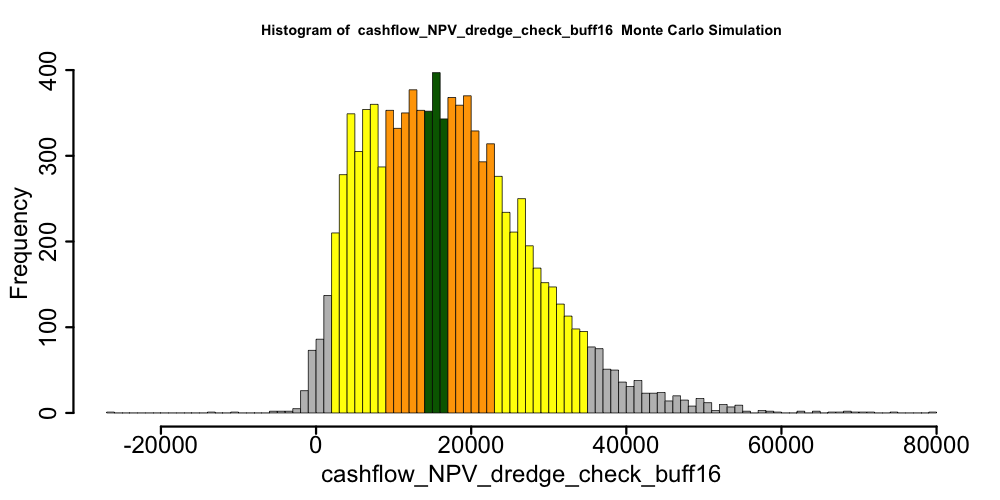 Histogram of  cashflow_NPV_dredge_check_buff16  Monte Carlo Simulation
Frequency
400
300
200
100
0
-20000 0 20000 40000 60000 80000
cashflow_NPV_dredge_check_buff16